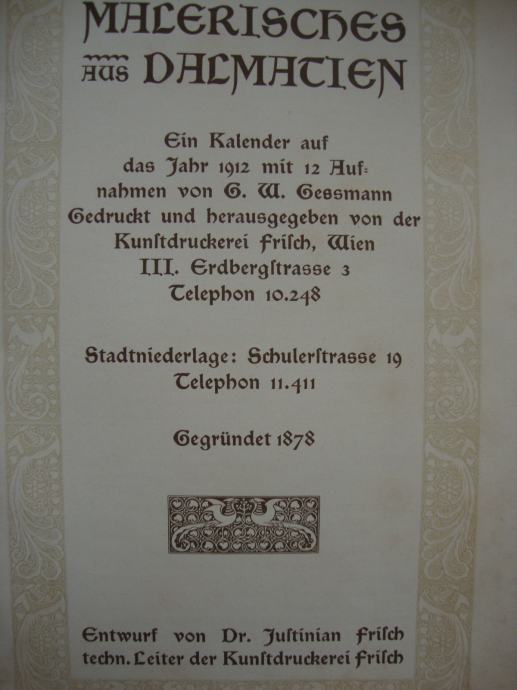 MALERISCHES
AUS DALMATIEN
Ein Kalender auf
das Jahr 1912 mit 12 Auf-
nahmen von G. W. Gessmann
Gedruckt und herausgegeben von der
Kunstdruckerei Frisch, Wien
III. Erdbergstrasse 3
Telephon 10.248
Stadtniederlage: Schulerstrasse 19
Telephon 11.411
Gegründet 1878
Entwurf von Dr. Justinian Frisch
techn. Leiter der Kunstdruckerei Frisch